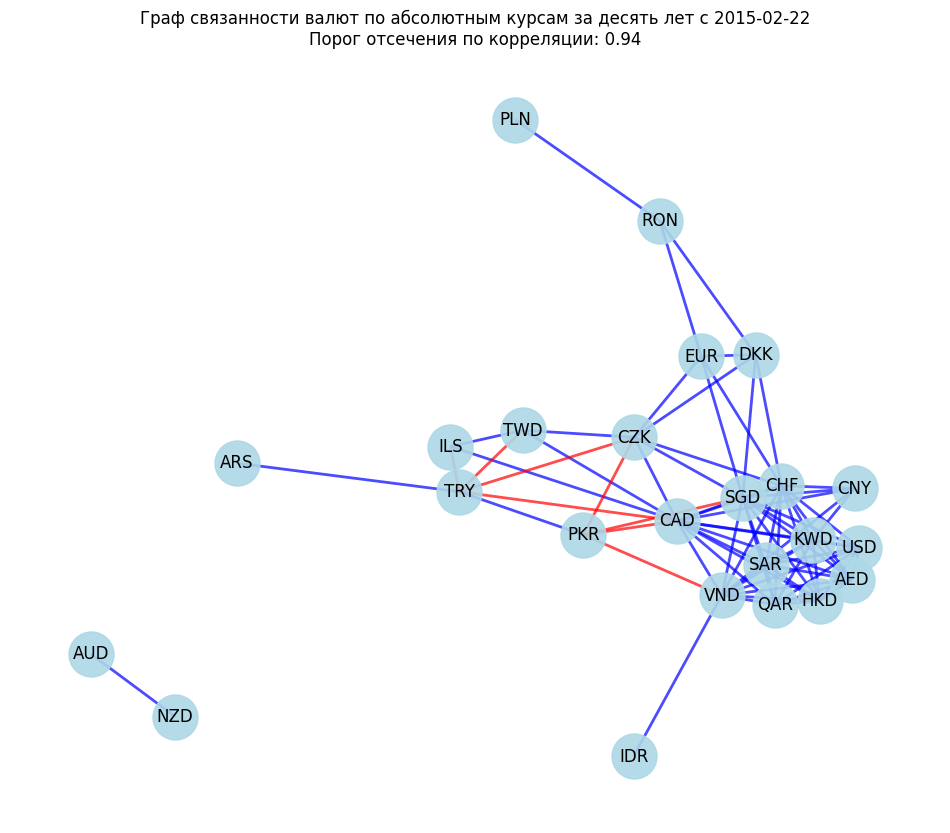 Граф связанности валют по абсолютным курсам за десять лет с 2015-02-22
Порог отсечения по корреляции: 0.94
PLN
RON
EUR
DKK
TWD
CZK
ILS
ARS
TRY
CHF
CNY
SGD
CAD
PKR
KWD
USD
SAR
AED
VND
QAR
HKD
AUD
NZD
IDR